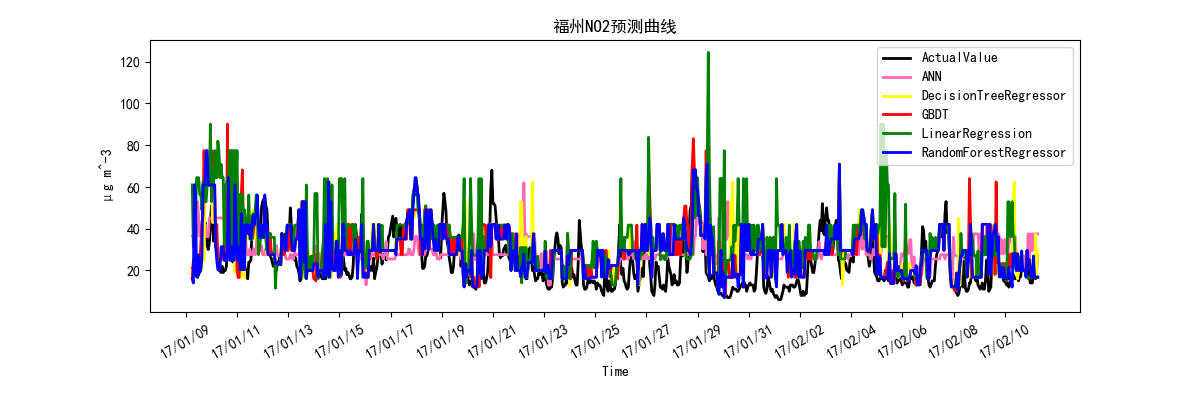 福州NO2预测曲线
120
100
80
60
40
20
μg m^-3
ActualValue
ANN
DecisionTreeRegressor
GBDT
LinearRegression
RandomForestRegressor
17/01/09
17/01/11
17/01/13
17/01/15
17/01/17
17/01/19
17/01/21
17/01/23
17/01/25
17/01/27
17/01/29
17/01/31
17/02/02
17/02/04
17/02/06
17/02/08
17/02/10
Time